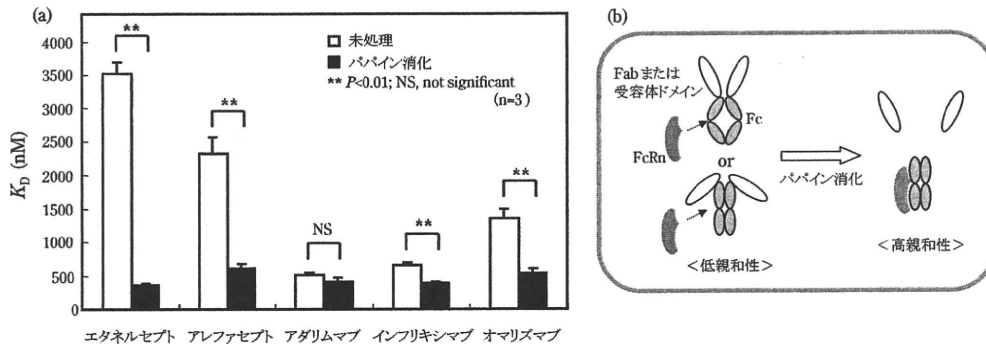 (a)
4000
3500
3000
2500
2000
1500
1000
500
0
K_D (nM)
□ 未処理
■ パパイン消化
** P<0.01; NS, not significant
(n=3)
**
**
NS
**
**
エタネルセプト アレファセプト アダリムマブ インフリキシマブ オマリズマブ
(b)
Fabまたは
受容体ドメイン
Fc
FcRn
or
パパイン消化
<低親和性>
<高親和性>